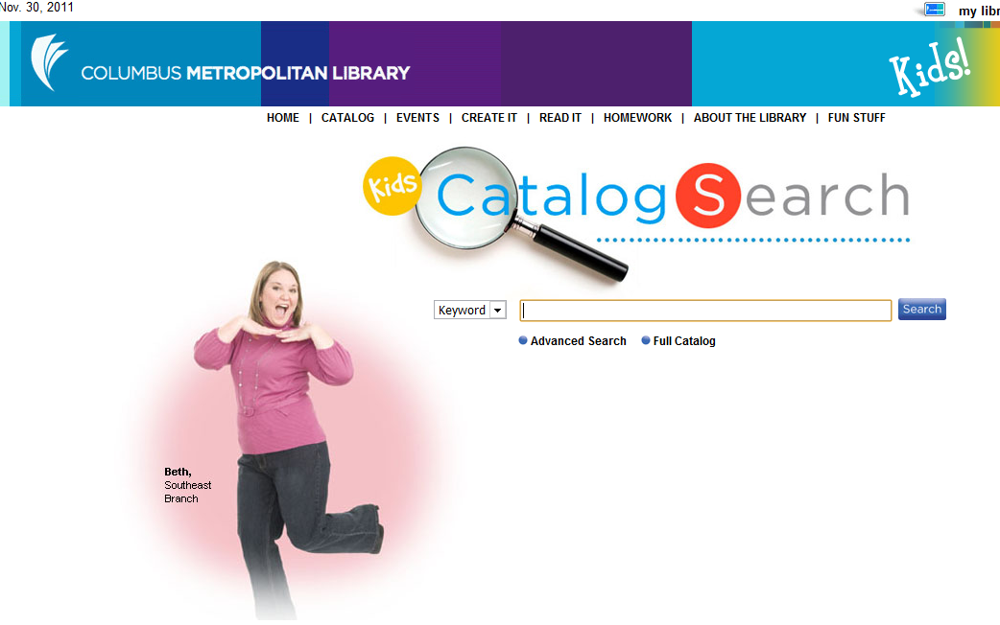 Nov. 30, 2011
my libr
COLUMBUS METROPOLITAN LIBRARY
Kids!
HOME | CATALOG | EVENTS | CREATE IT | READ IT | HOMEWORK | ABOUT THE LIBRARY | FUN STUFF
Kids Catalog Search
Keyword
Search
Advanced Search
Full Catalog
Beth,
Southeast
Branch